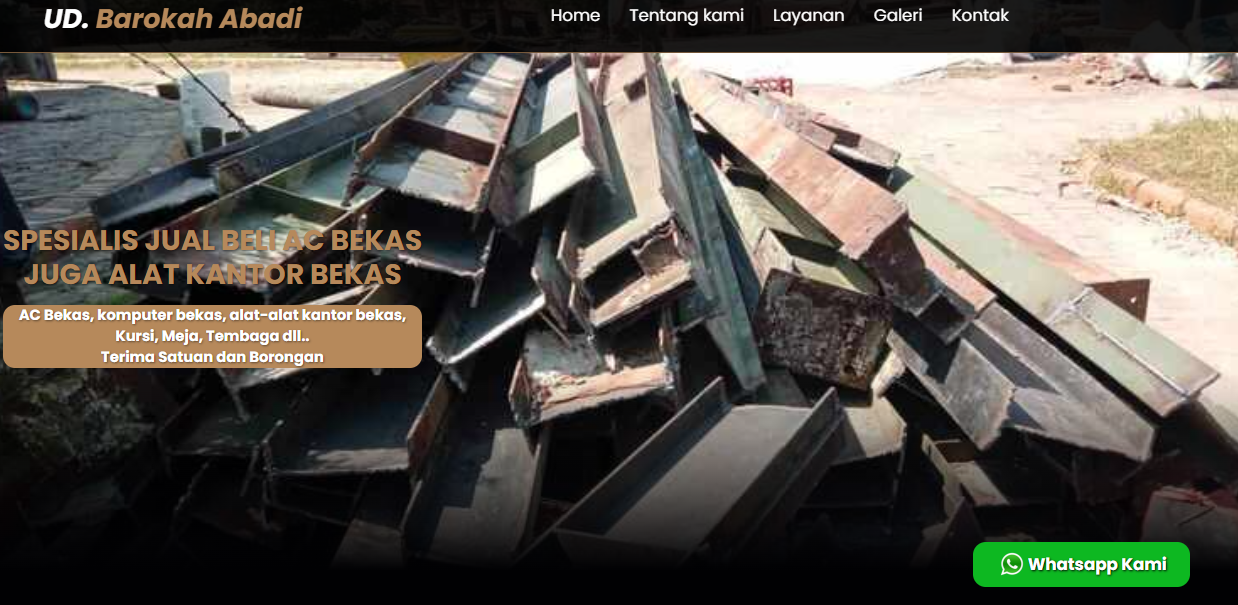 UD. Barokah Abadi
Home Tentang kami Layanan Galeri Kontak
SPESIALIS JUAL BELI AC BEKAS
JUGA ALAT KANTOR BEKAS
AC Bekas, komputer bekas, alat-alat kantor bekas,
Kursi, Meja, Tembaga dll..
Terima Satuan dan Borongan
Whatsapp Kami